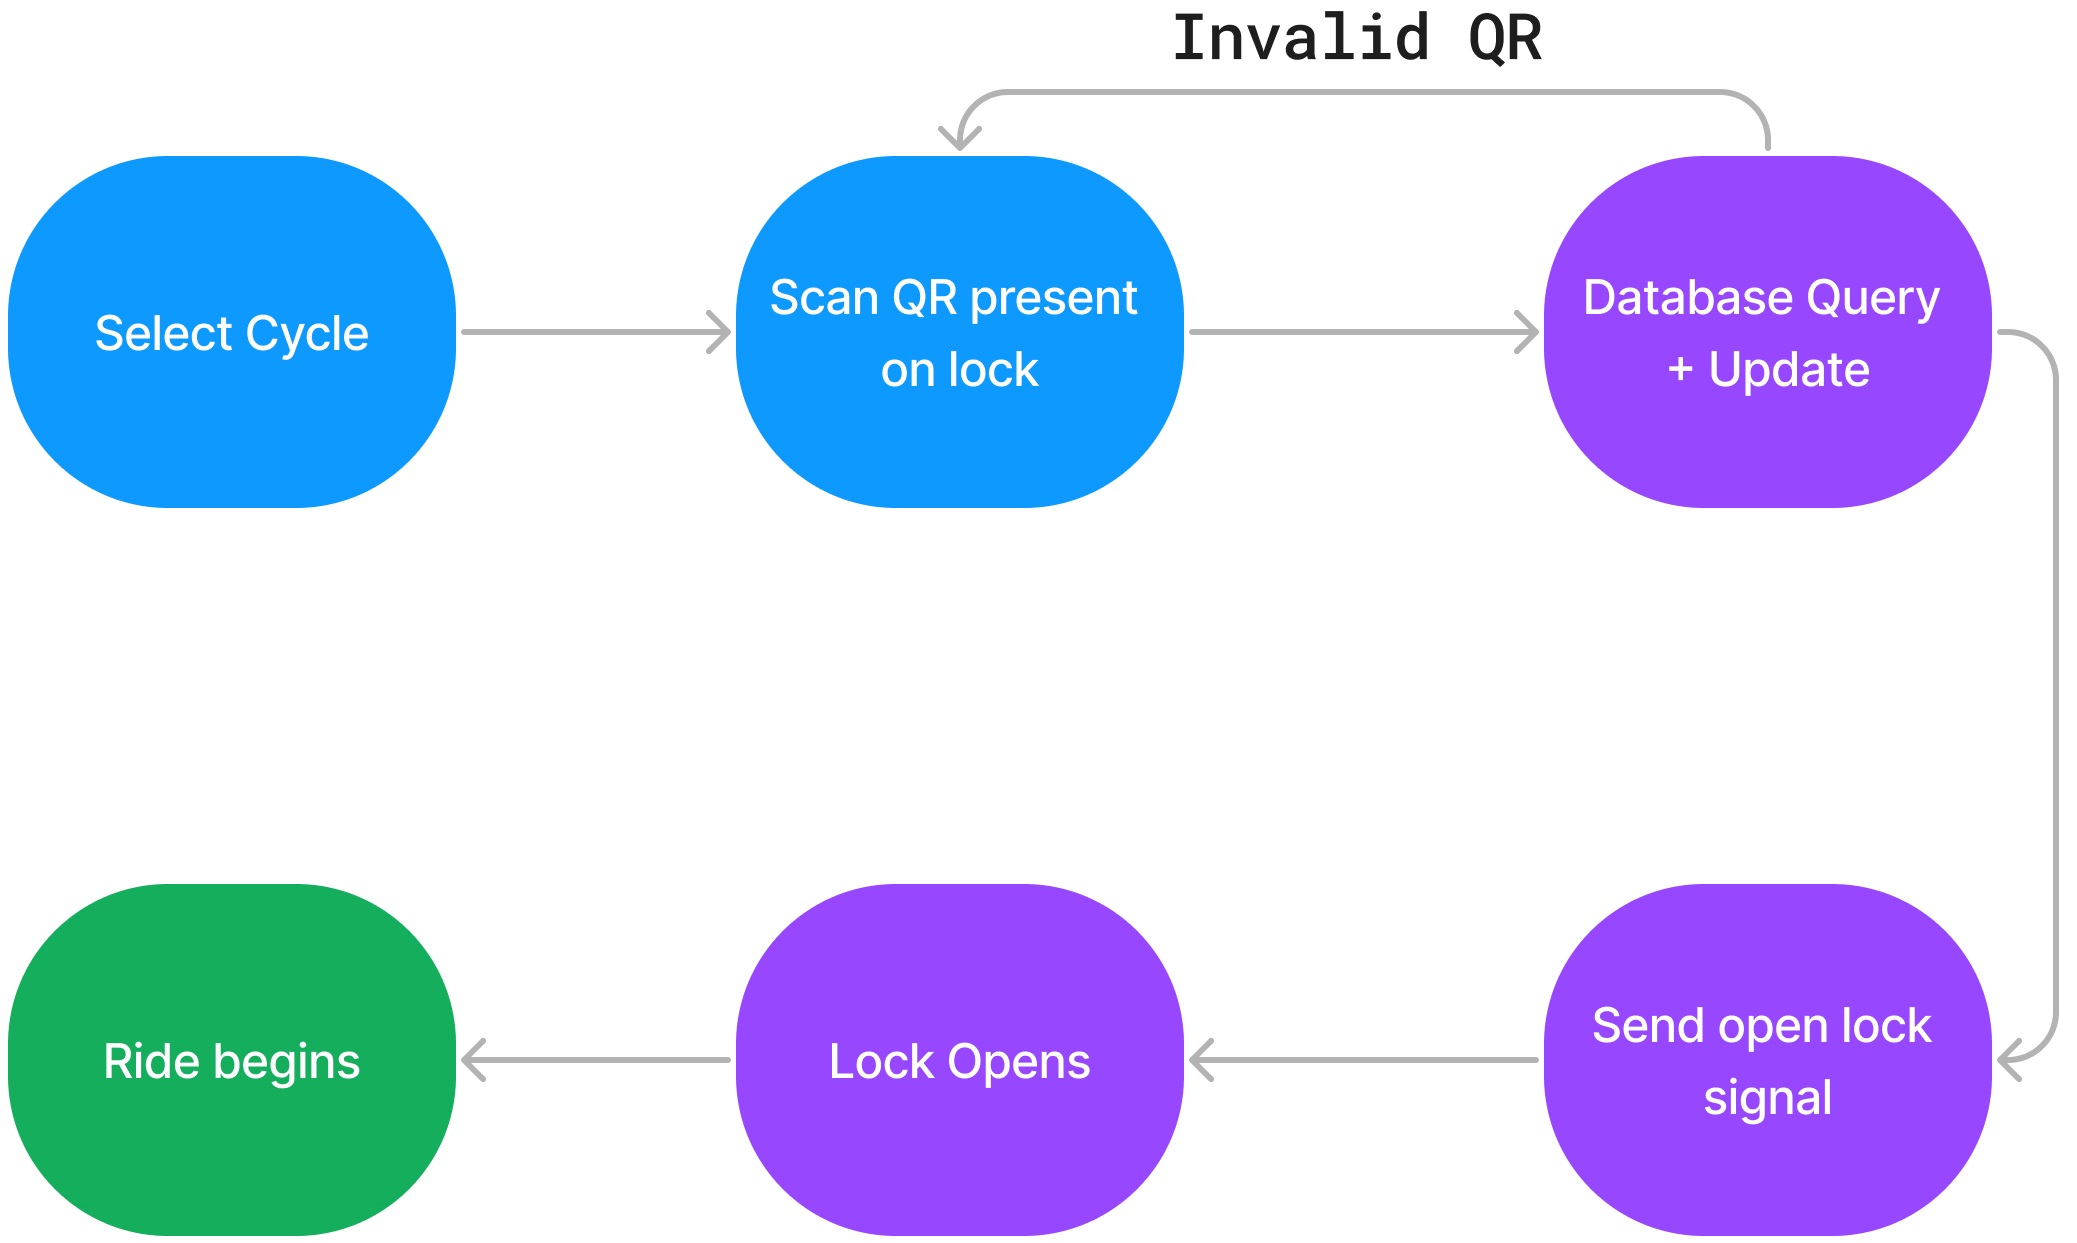 Invalid QR
Select Cycle
Scan QR present
on lock
Database Query
+ Update
Ride begins
Lock Opens
Send open lock
signal